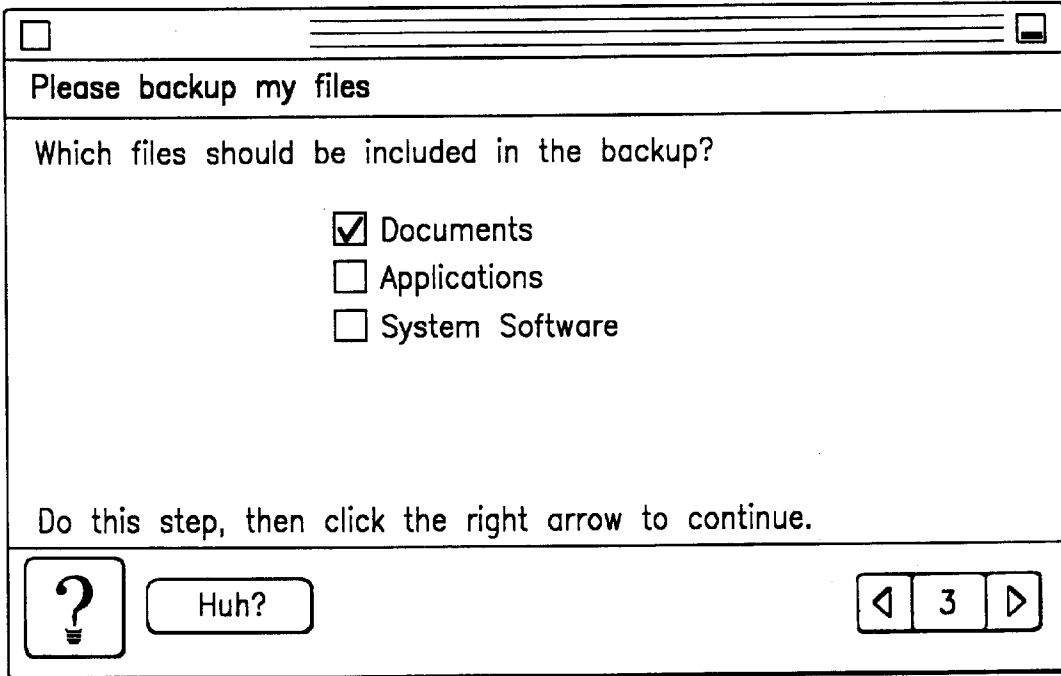 Please backup my files
Which files should be included in the backup?
Documents
Applications
System Software
Do this step, then click the right arrow to continue.
?
Huh?
3